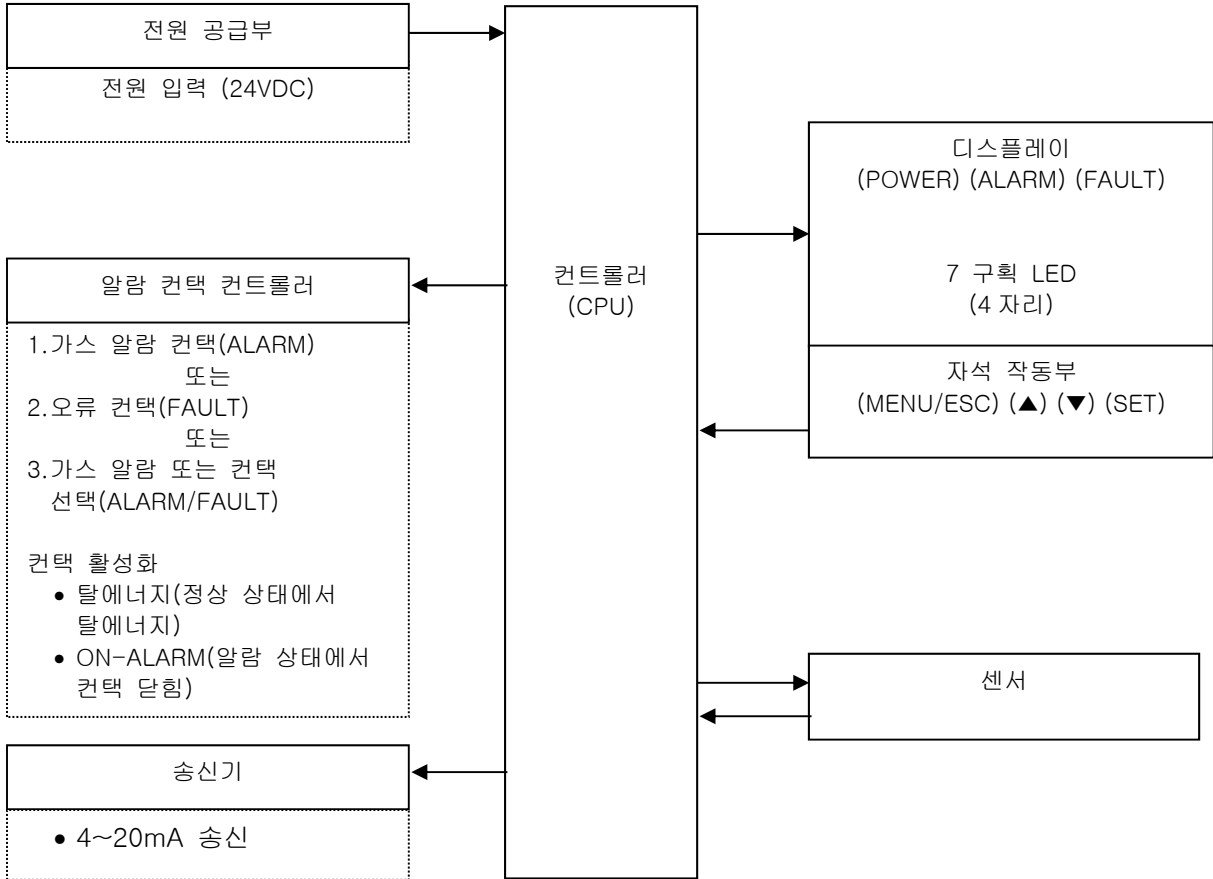 전원 공급부
전원 입력 (24VDC)
알람 컨택 컨트롤러
1.가스 알람 컨택(ALARM)
또는
2.오류 컨택(FAULT)
또는
3.가스 알람 또는 컨택
선택(ALARM/FAULT)
컨택 활성화
• 탈에너지(정상 상태에서
탈에너지)
• ON-ALARM(알람 상태에서
컨택 닫힘)
송신기
• 4~20mA 송신
컨트롤러
(CPU)
디스플레이
(POWER) (ALARM) (FAULT)
7 구획 LED
(4 자리)
자석 작동부
(MENU/ESC) (▲) (▼) (SET)
센서